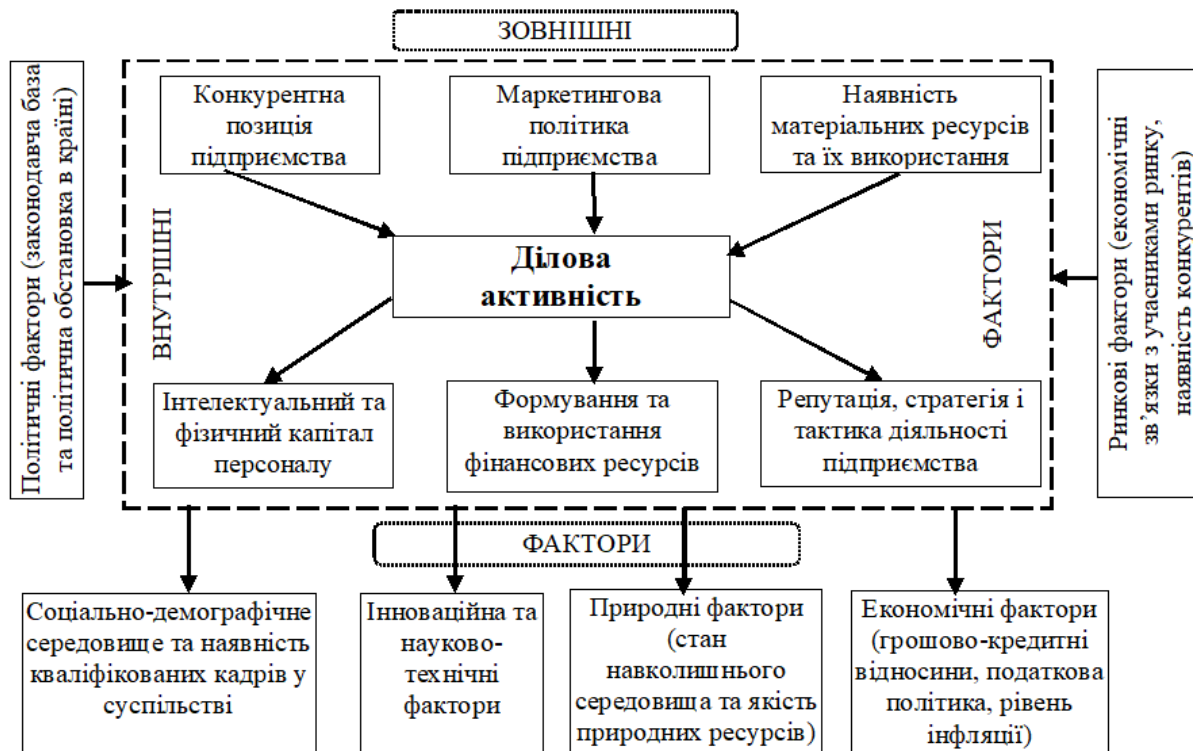 ЗОВНІШНІ
Політичні фактори (законодавча база
та політична обстановка в країні)
Конкурентна
позиція
підприємства
Маркетингова
політика
підприємства
Наявність
матеріальних ресурсів
та їх використання
Ринкові фактори (економічні
зв’язки з учасниками ринку,
наявність конкурентів)
ВНУТРІШНІ
Ділова
активність
ФАКТОРИ
Інтелектуальний та
фізичний капітал
персоналу
Формування та
використання
фінансових ресурсів
Репутація, стратегія і
тактика діяльності
підприємства
ФАКТОРИ
Соціально-демографічне
середовище та наявність
кваліфікованих кадрів у
суспільстві
Інноваційна та
науково-
технічні
фактори
Природні фактори
(стан
навколишнього
середовища та якість
природних ресурсів)
Економічні фактори
(грошово-кредитні
відносини, податкова
політика, рівень
інфляції)